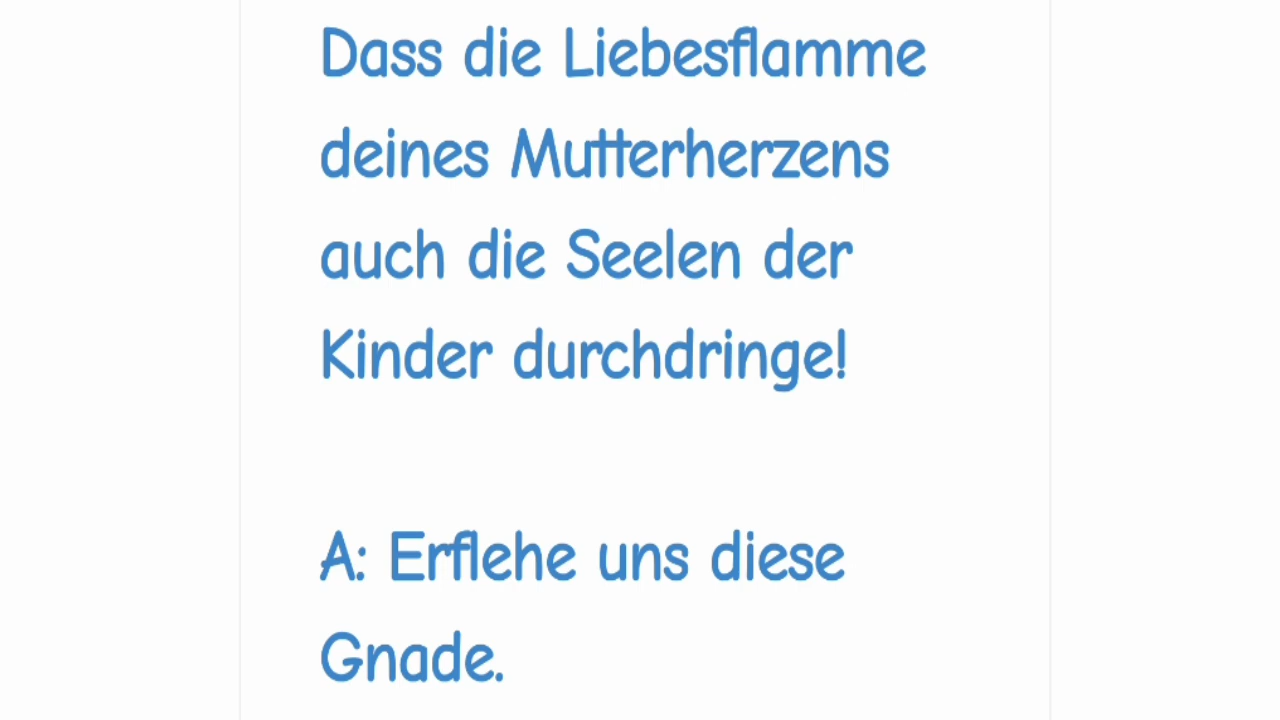 Dass die Liebesflamme
deines Mutterherzens
auch die Seelen der
Kinder durchdringe!
A: Erflehe uns diese
Gnade.